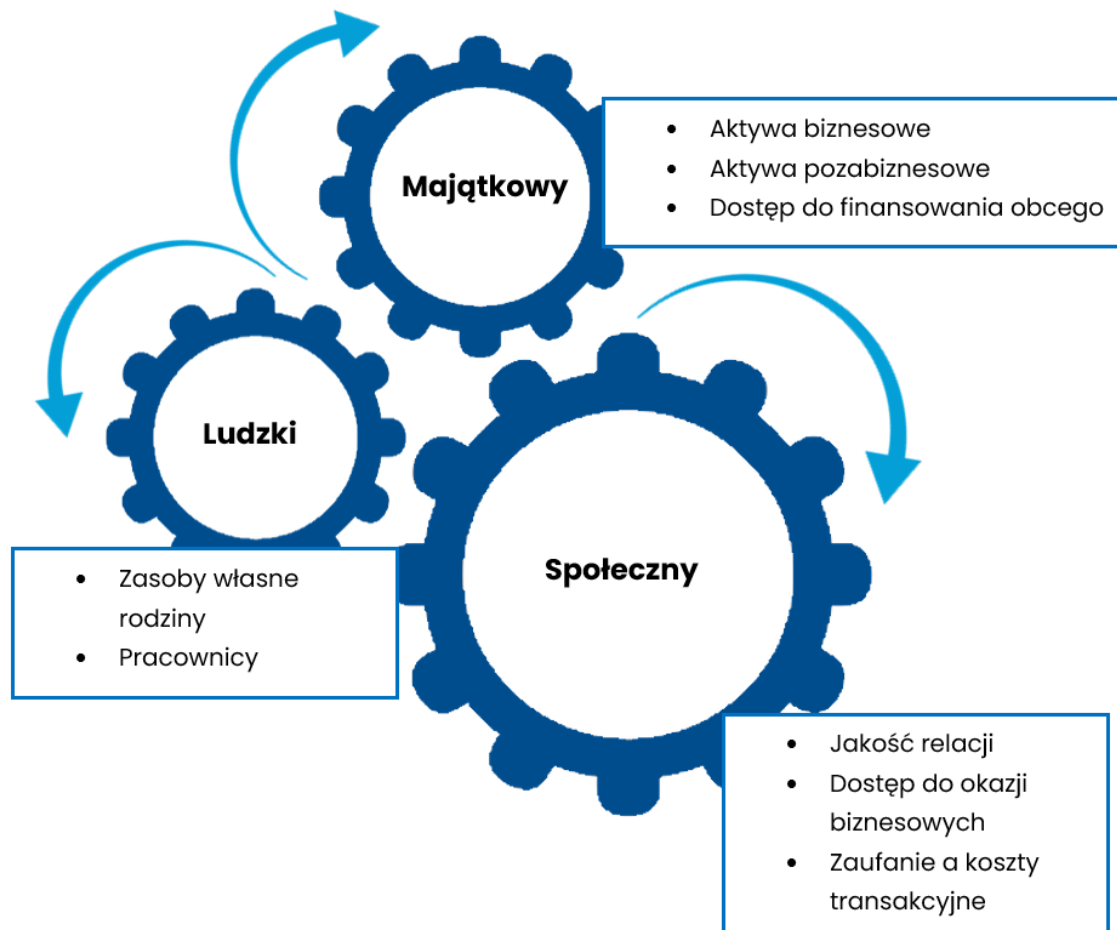 Majątkowy
• Aktywa biznesowe
• Aktywa pozabiznesowe
• Dostęp do finansowania obcego
Ludzki
• Zasoby własne
rodziny
• Pracownicy
Społeczny
• Jakość relacji
• Dostęp do okazji
biznesowych
• Zaufanie a koszty
transakcyjne